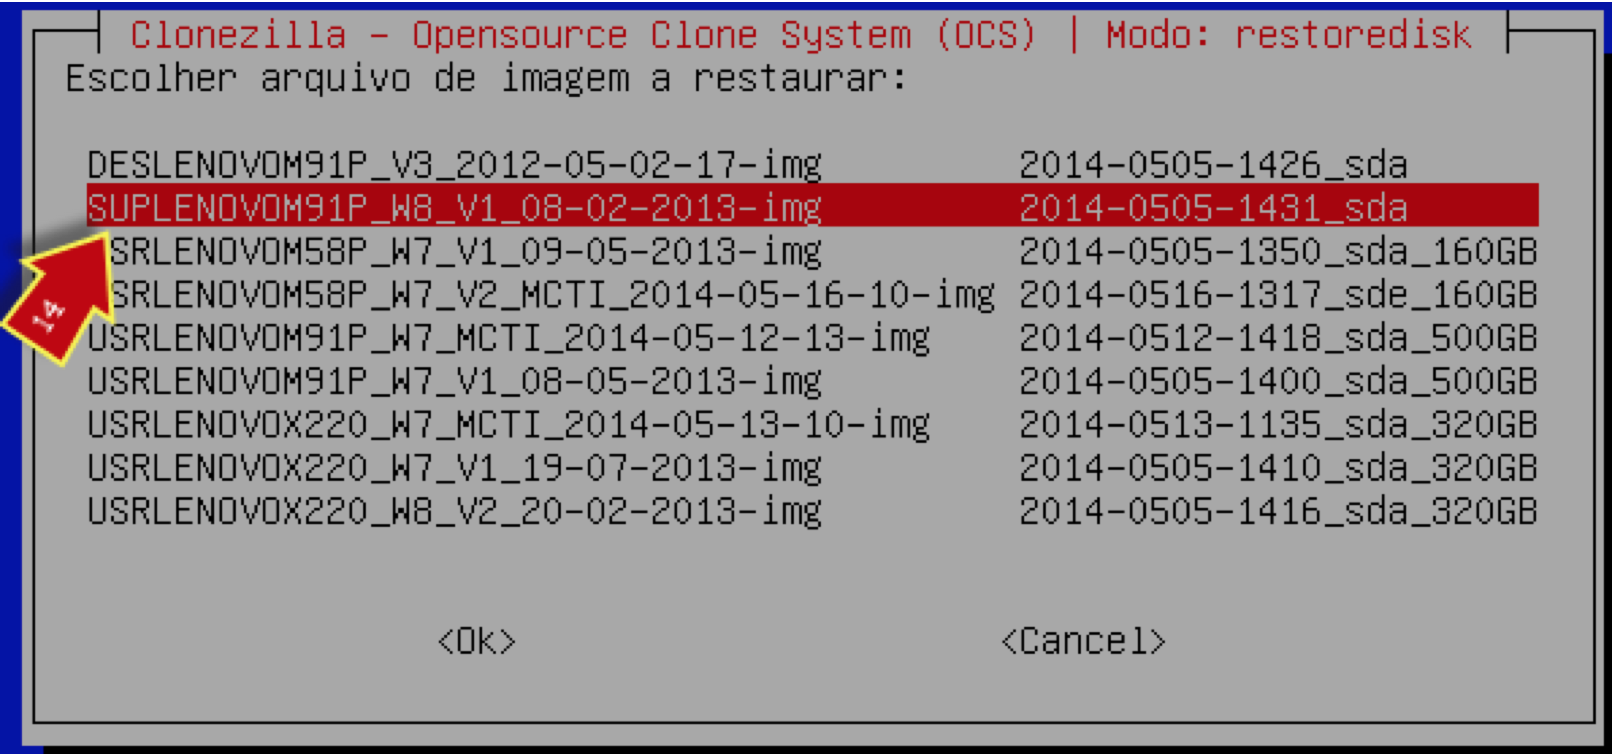 Clonezilla - Opensource Clone System (OCS) | Modo: restoredisk
Escolher arquivo de imagem a restaurar:
DESLENOVOM91P_V3_2012-05-02-17-img 2014-0505-1426_sda
SUPLENOVOM91P_W8_V1_08-02-2013-img 2014-0505-1431_sda
SRLENOVOM58P_W7_V1_09-05-2013-img 2014-0505-1350_sda_160GB
SRLENOVOM58P_W7_V2_MCTI_2014-05-16-10-img 2014-0516-1317_sde_160GB
USRLENOVOM91P_W7_MCTI_2014-05-12-13-img 2014-0512-1418_sda_500GB
USRLENOVOM91P_W7_V1_08-05-2013-img 2014-0505-1400_sda_500GB
USRLENOVOX220_W7_MCTI_2014-05-13-10-img 2014-0513-1135_sda_320GB
USRLENOVOX220_W7_V1_19-07-2013-img 2014-0505-1410_sda_320GB
USRLENOVOX220_W8_V2_20-02-2013-img 2014-0505-1416_sda_320GB
14
<Ok> <Cancel>